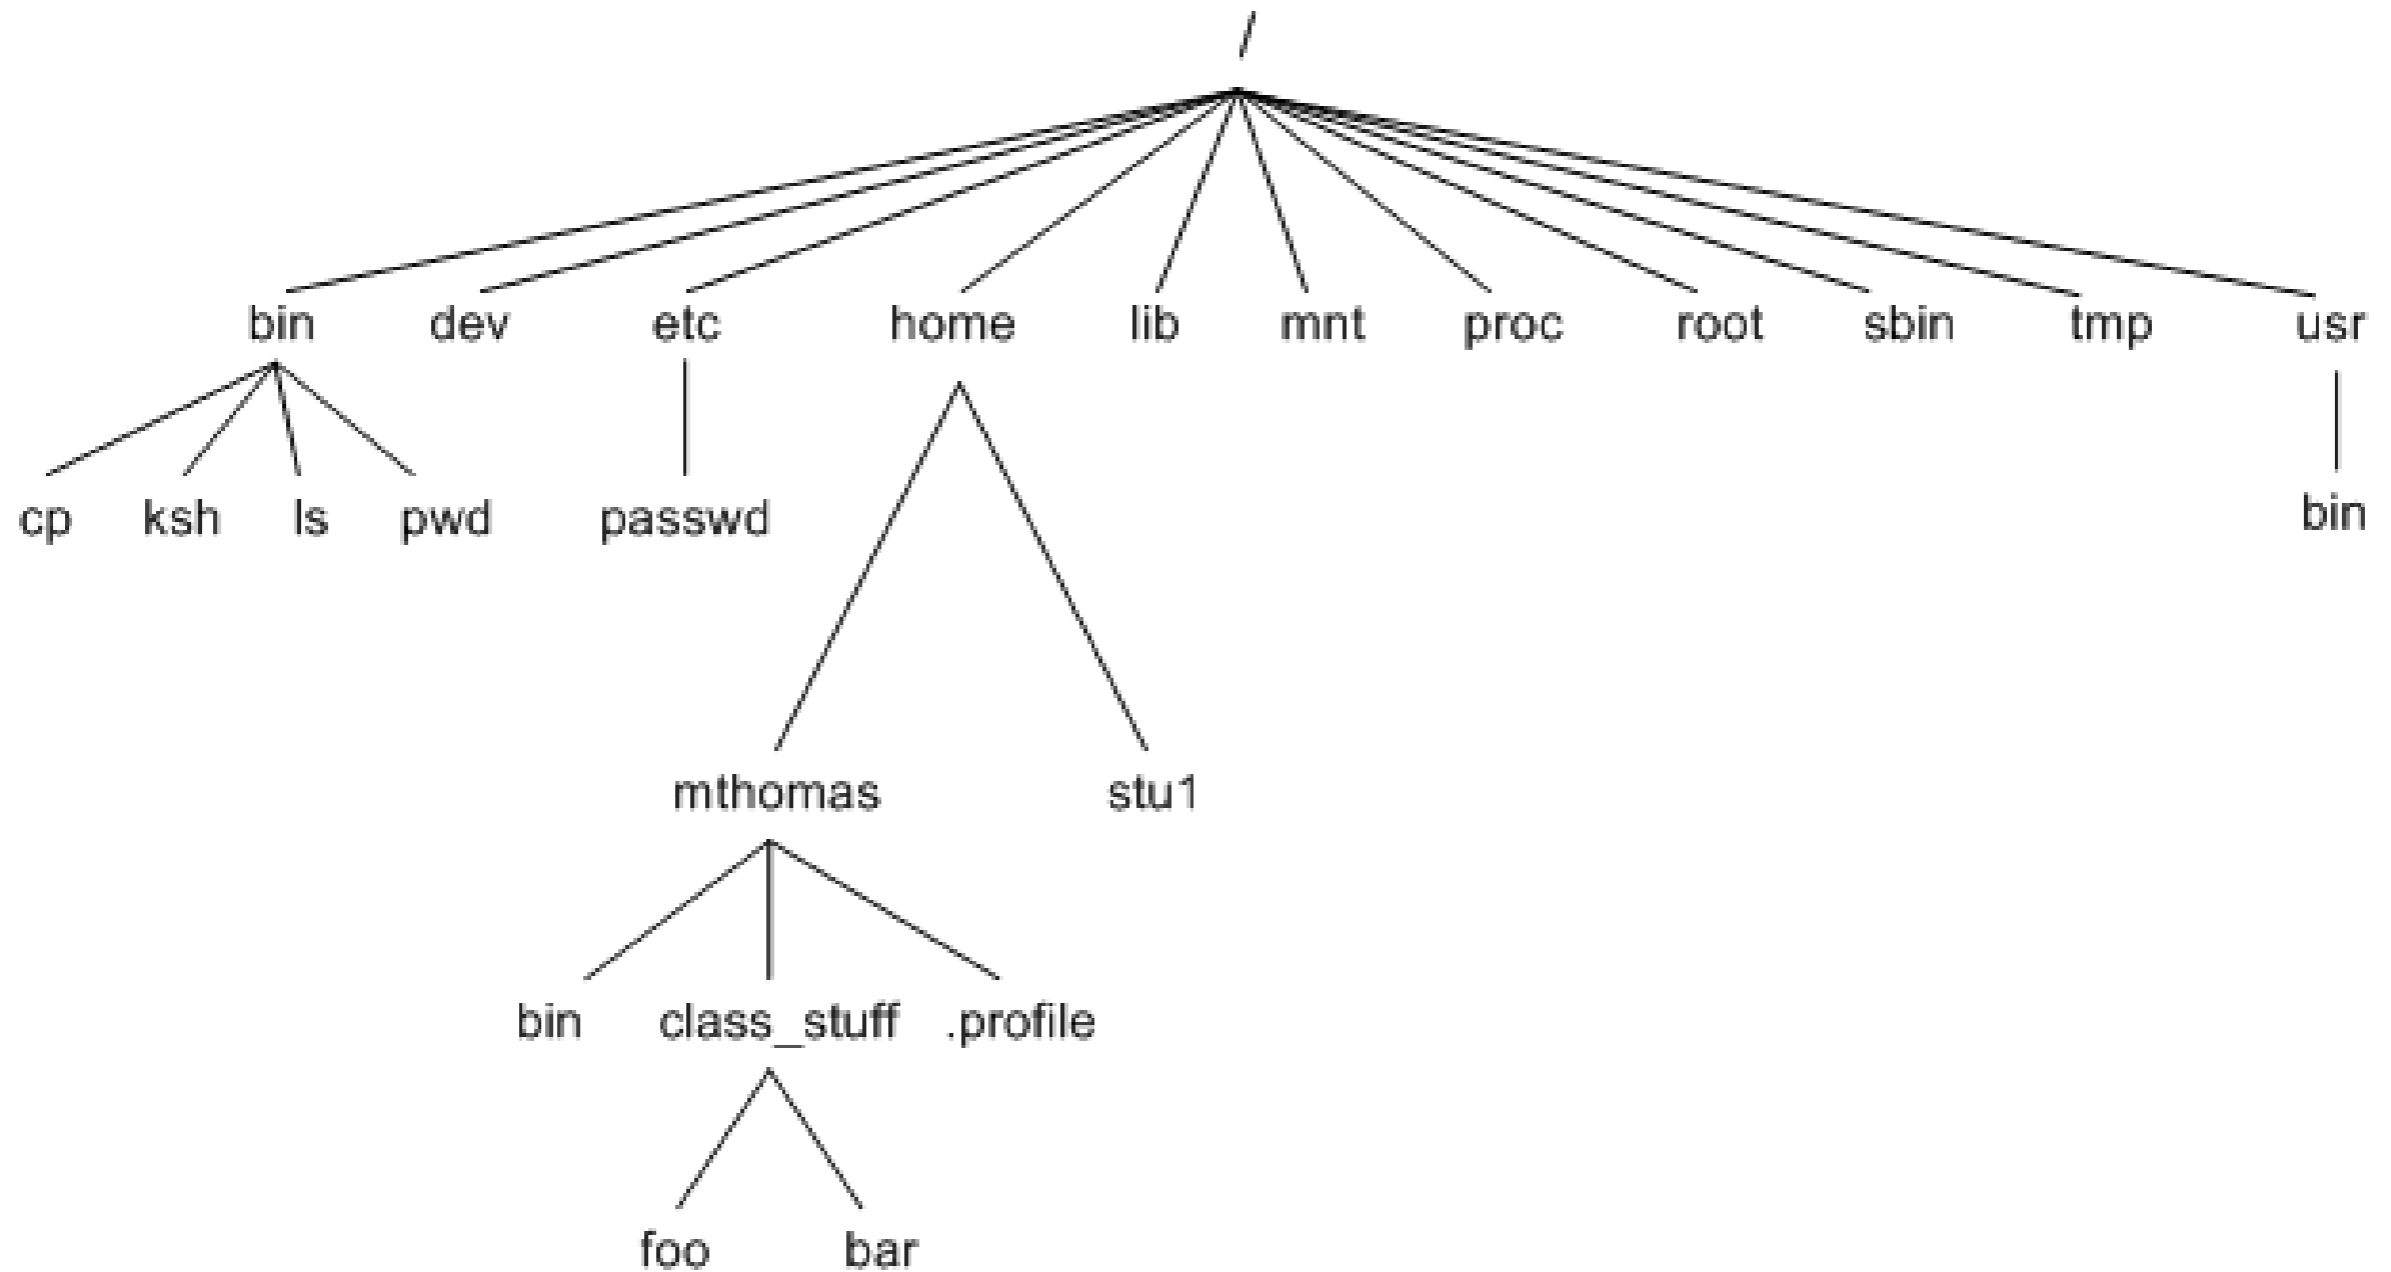 /
bin dev etc home lib mnt proc root sbin tmp usr
cp ksh ls pwd passwd bin
mthomas stu1
bin class_stuff .profile
foo bar